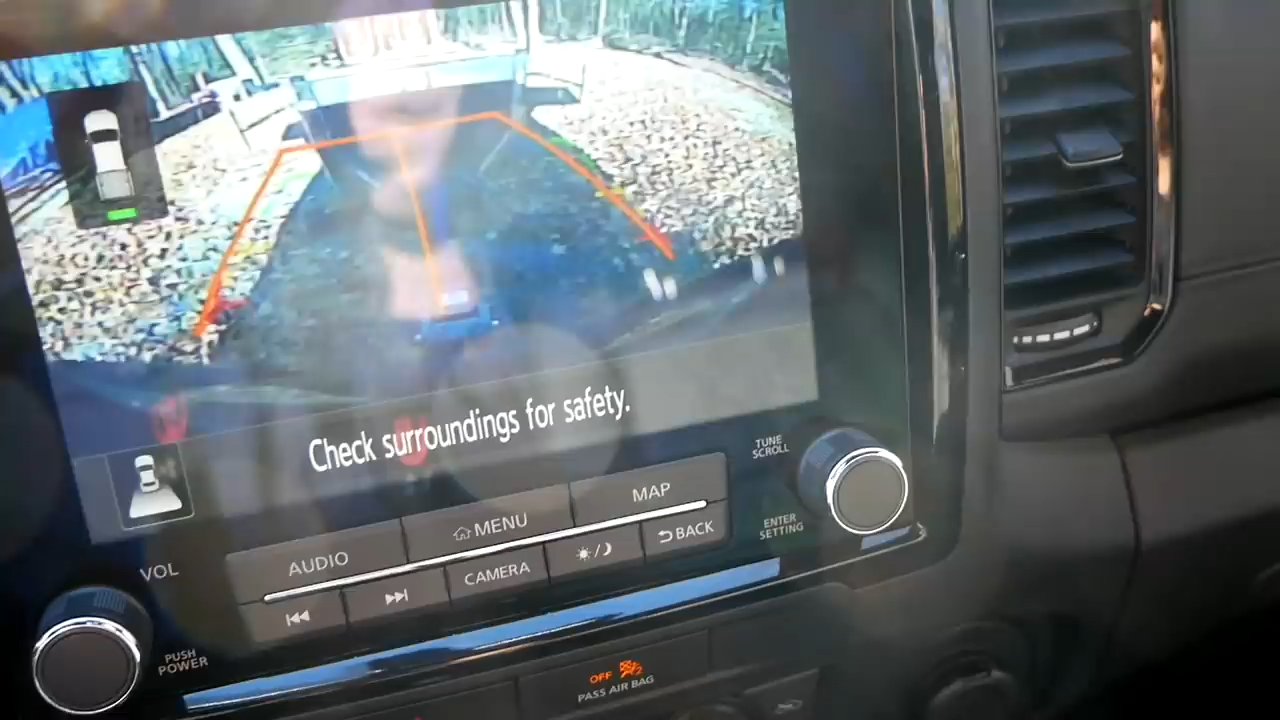 Check surroundings for safety.
TUNE
SCROLL
MAP
MENU
AUDIO
ENTER
SETTING
BACK
CAMERA
VOL
PUSH
POWER
OFF
PASS AIR BAG